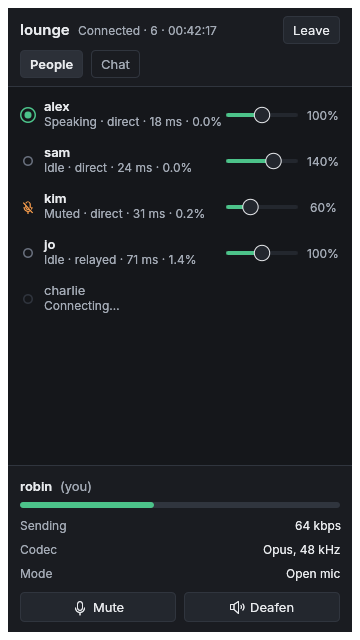 lounge Connected · 6 · 00:42:17 Leave
People Chat
alex
Speaking · direct · 18 ms · 0.0% 100%
sam
Idle · direct · 24 ms · 0.0% 140%
kim
Muted · direct · 31 ms · 0.2% 60%
jo
Idle · relayed · 71 ms · 1.4% 100%
charlie
Connecting...
robin (you)
Sending 64 kbps
Codec Opus, 48 kHz
Mode Open mic
Mute Deafen